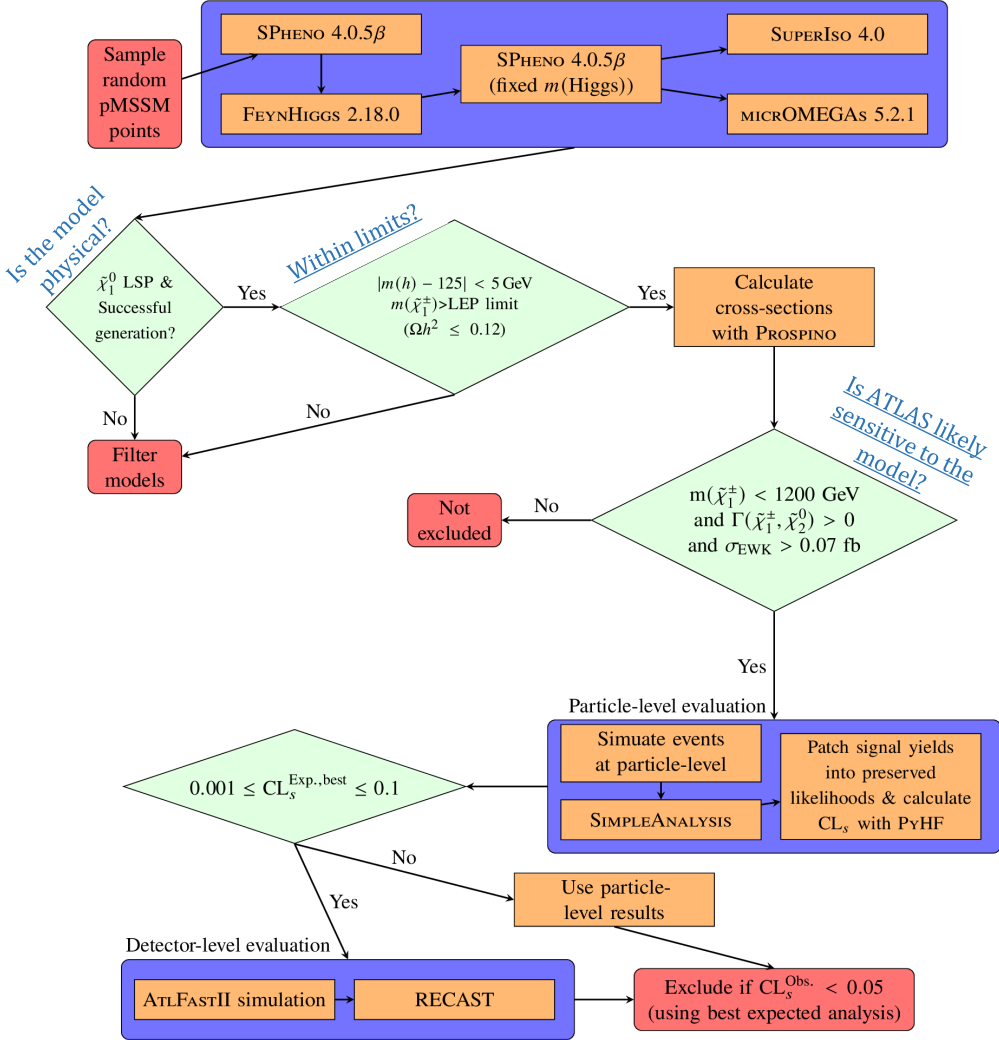 Sample
random
pMSSM
points
SPheno 4.0.5β
FeynHiggs 2.18.0
SPheno 4.0.5β
(fixed m(Higgs))
SuperIso 4.0
micrOMEGAs 5.2.1
Is the model
physical?
χ̃₁⁰ LSP &
Successful
generation?
Yes
No
Filter
models
Within limits?
|m(h) − 125| < 5 GeV
m(χ̃₁±)>LEP limit
(Ωh² ≤ 0.12)
Yes
No
Calculate
cross-sections
with Prospino
Is ATLAS likely
sensitive to the
model?
m(χ̃₁±) < 1200 GeV
and Γ(χ̃₁±, χ̃₂⁰) > 0
and σ_EWK > 0.07 fb
No
Not
excluded
Yes
Particle-level evaluation
Simuate events
at particle-level
SimpleAnalysis
Patch signal yields
into preserved
likelihoods & calculate
CLₛ with PyHF
0.001 ≤ CLₛ^Exp.,best ≤ 0.1
No
Use particle-
level results
Yes
Detector-level evaluation
AtlFastII simulation
RECAST
Exclude if CLₛ^Obs. < 0.05
(using best expected analysis)